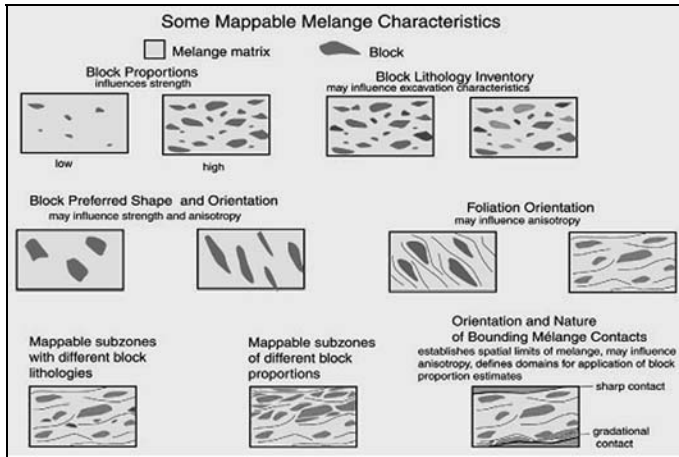 Some Mappable Melange Characteristics
Melange matrix
Block
Block Proportions
influences strength
low
high
Block Lithology Inventory
may influence excavation characteristics
Block Preferred Shape and Orientation
may influence strength and anisotropy
Foliation Orientation
may influence anisotropy
Mappable subzones
with different block
lithologies
Mappable subzones
of different block
proportions
Orientation and Nature
of Bounding Mélange Contacts
establishes spatial limits of melange, may influence
anisotropy, defines domains for application of block
proportion estimates
sharp contact
gradational
contact